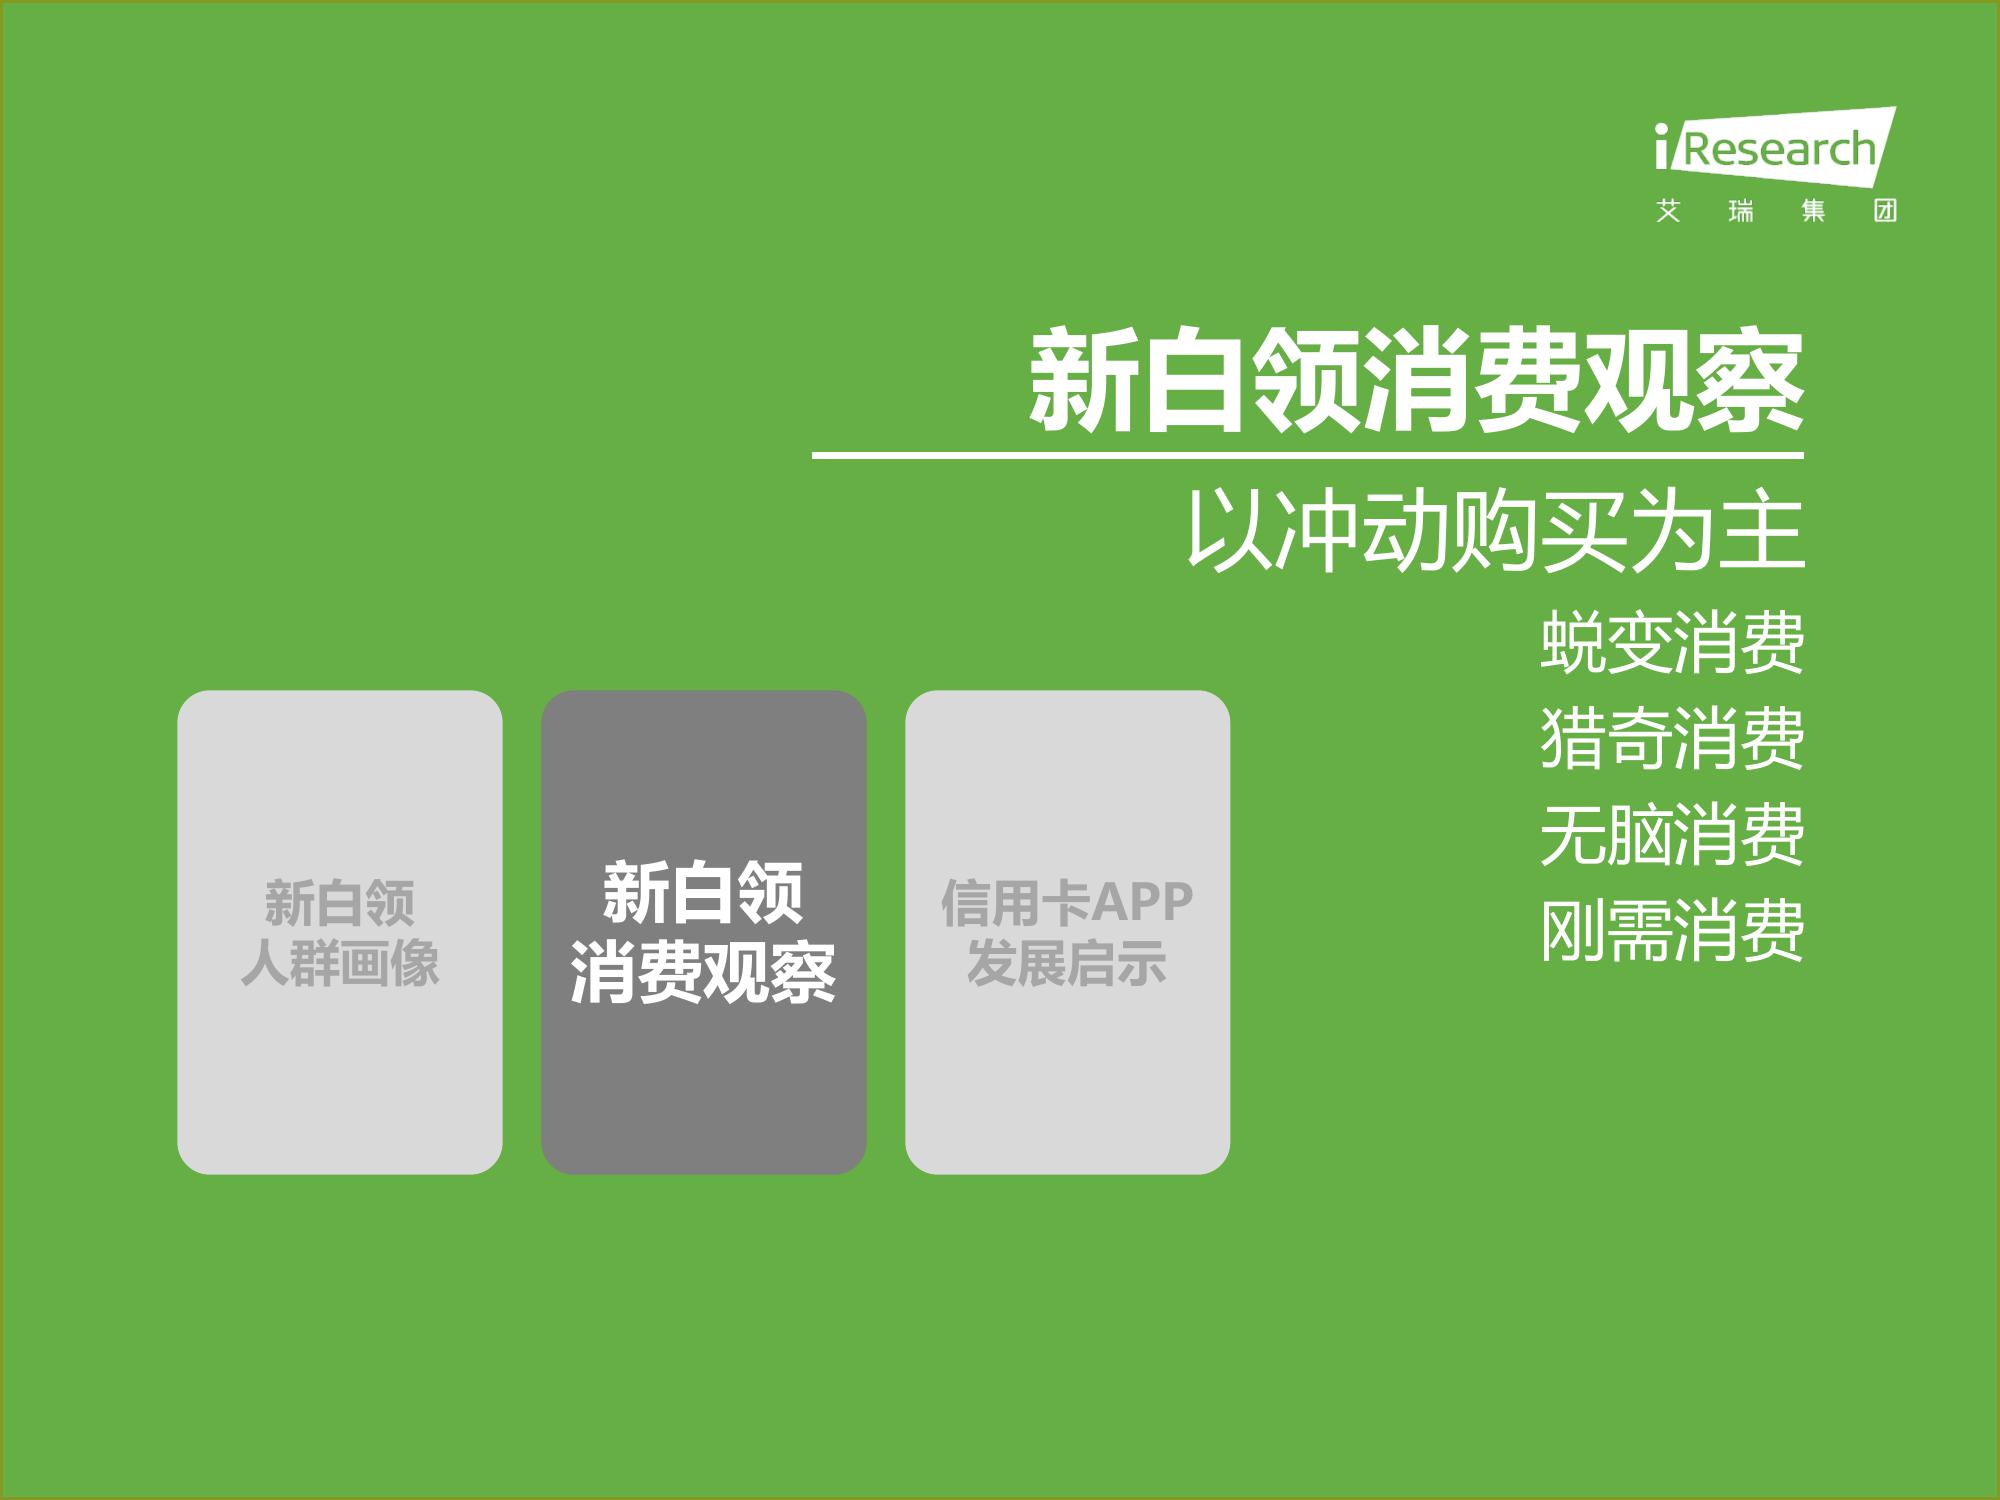 iResearch
艾瑞集团
新白领消费观察
以冲动购买为主
蜕变消费
猎奇消费
无脑消费
刚需消费
新白领
人群画像
新白领
消费观察
信用卡APP
发展启示